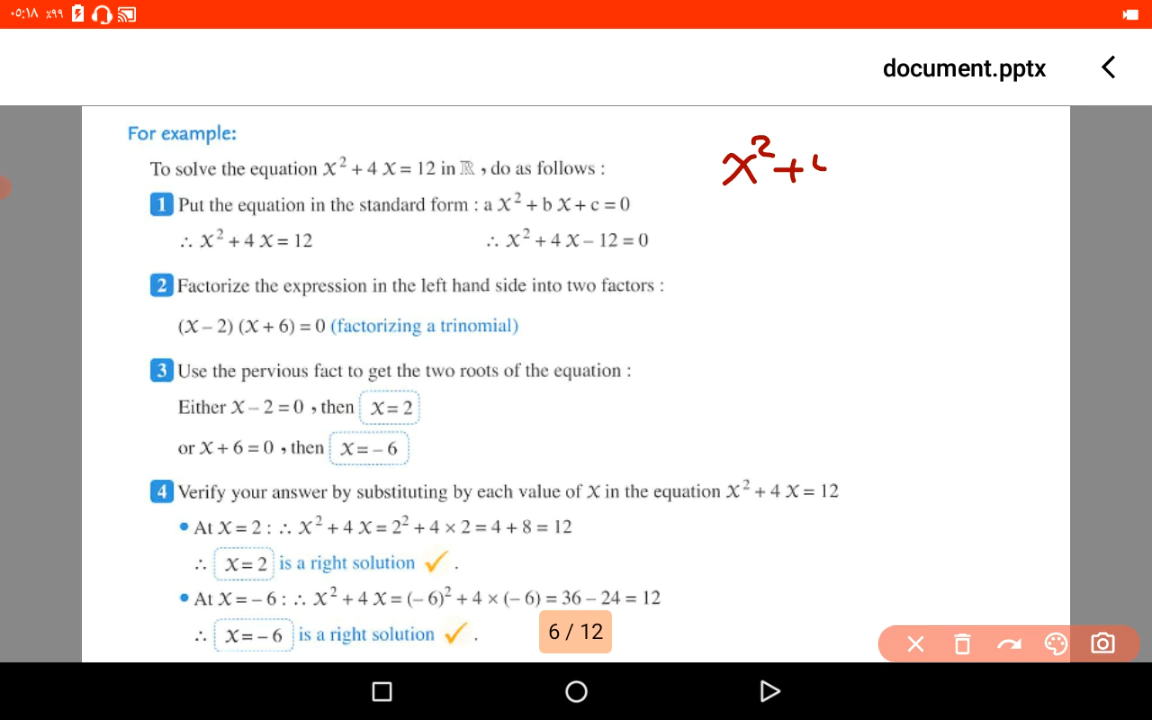 ٠٥:١٨ ٪٩٩
document.pptx
For example:
To solve the equation X² + 4 X = 12 in ℝ , do as follows :
1 Put the equation in the standard form : a X² + b X + c = 0
∴ X² + 4 X = 12 ∴ X² + 4 X – 12 = 0
2 Factorize the expression in the left hand side into two factors :
(X – 2) (X + 6) = 0 (factorizing a trinomial)
3 Use the pervious fact to get the two roots of the equation :
Either X – 2 = 0 , then X = 2
or X + 6 = 0 , then X = – 6
4 Verify your answer by substituting by each value of X in the equation X² + 4 X = 12
• At X = 2 : ∴ X² + 4 X = 2² + 4 × 2 = 4 + 8 = 12
∴ X = 2 is a right solution ✓ .
• At X = – 6 : ∴ X² + 4 X = (– 6)² + 4 × (– 6) = 36 – 24 = 12
∴ X = – 6 is a right solution ✓ .
x² +
6 / 12